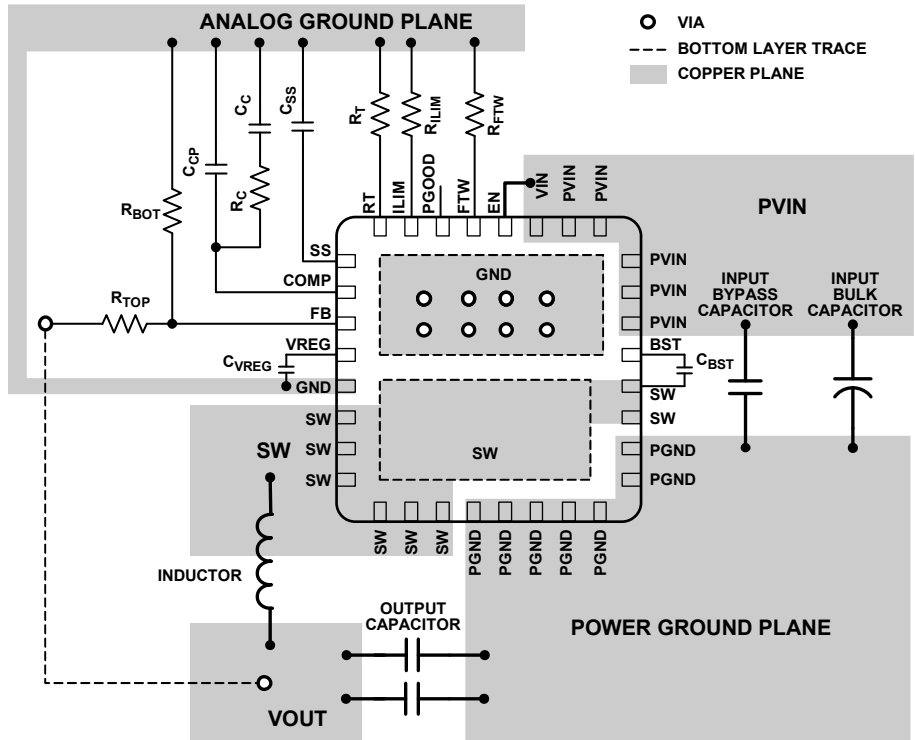 ANALOG GROUND PLANE
VIA
BOTTOM LAYER TRACE
COPPER PLANE
CC
CSS
RT
RILIM
RFTW
CCP
RC
RBOT
RT
ILIM
PGOOD
FTW
EN
VIN
PVIN
PVIN
PVIN
SS
COMP
FB
VREG
GND
SW
SW
SW
RTOP
CVREG
GND
SW
PVIN
PVIN
PVIN
BST
SW
SW
PGND
PGND
CBST
INPUT
BYPASS
CAPACITOR
INPUT
BULK
CAPACITOR
SW
SW
SW
SW
PGND
PGND
PGND
PGND
PGND
INDUCTOR
OUTPUT
CAPACITOR
POWER GROUND PLANE
VOUT